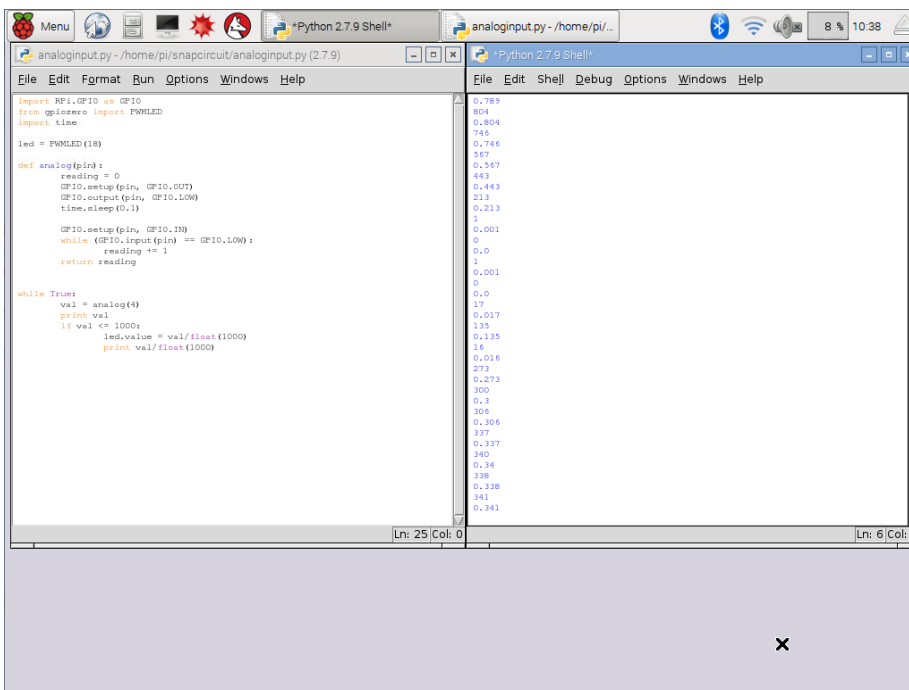 Menu
*Python 2.7.9 Shell*
analoginput.py - /home/pi/...
8 %
10:38
analoginput.py - /home/pi/snapcircuit/analoginput.py (2.7.9)
File Edit Format Run Options Windows Help
import RPi.GPIO as GPIO
from gpiozero import PWMLED
import time
led = PWMLED(18)
def analog(pin):
reading = 0
GPIO.setup(pin, GPIO.OUT)
GPIO.output(pin, GPIO.LOW)
time.sleep(0.1)
GPIO.setup(pin, GPIO.IN)
while (GPIO.input(pin) == GPIO.LOW):
reading += 1
return reading
while True:
val = analog(4)
print val
if val <= 1000:
led.value = val/float(1000)
print val/float(1000)
Ln: 25 Col: 0
*Python 2.7.9 Shell*
File Edit Shell Debug Options Windows Help
0.789
804
0.804
746
0.746
567
0.567
443
0.443
213
0.213
1
0.001
0
0.0
1
0.001
0
0.0
17
0.017
135
0.135
16
0.016
273
0.273
300
0.3
306
0.306
337
0.337
340
0.34
338
0.338
341
0.341
Ln: 6 Col: